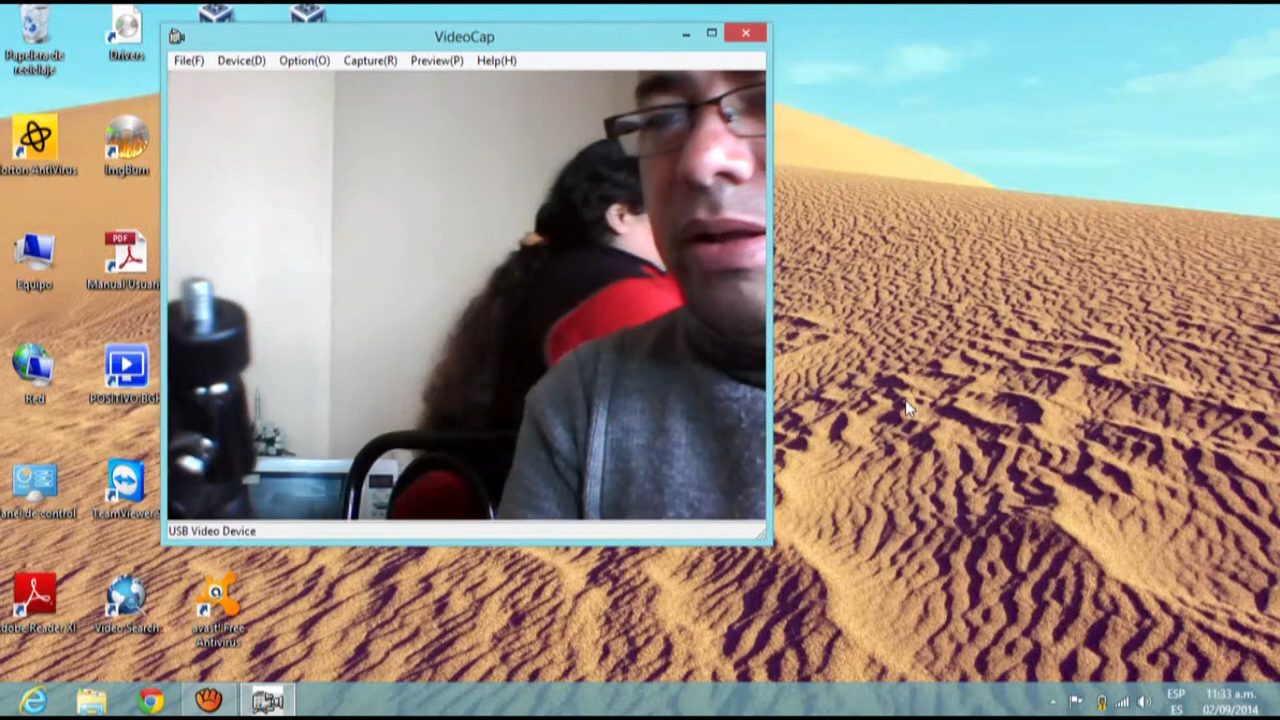 VideoCap
File(F) Device(D) Option(O) Capture(R) Preview(P) Help(H)
USB Video Device
Papelera de
reciclaje
Drivers
orton AntiVirus
ImgBurn
PDF
Equipo
Manual Usuari
Red
POSITIVO BG
anel de control
TeamViewer
dobe Reader XI
Video Search
avast! Free
Antivirus
ESP
ES
11:33 a.m.
02/09/2014